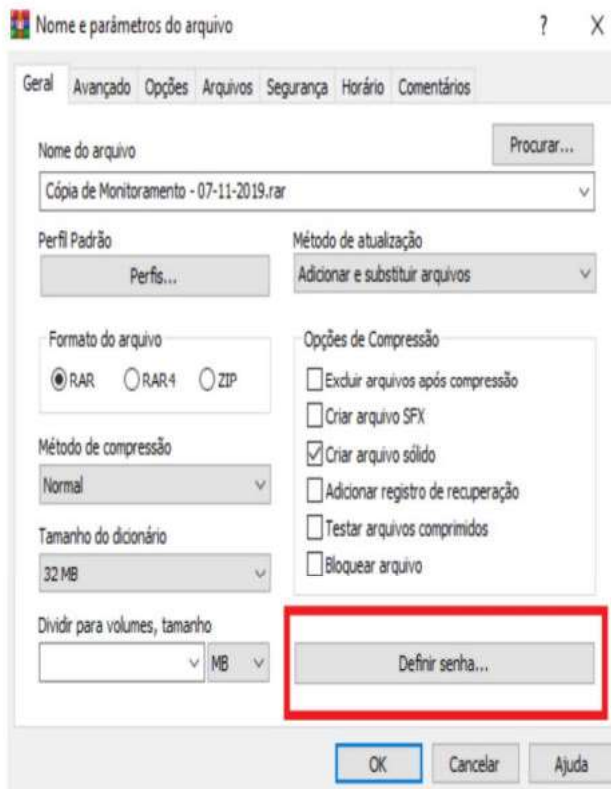 Nome e parâmetros do arquivo ? X
Geral Avançado Opções Arquivos Segurança Horário Comentários
Nome do arquivo
Procurar...
Cópia de Monitoramento - 07-11-2019.rar
Perfil Padrão
Perfis...
Método de atualização
Adicionar e substituir arquivos
Formato do arquivo
RAR RAR4 ZIP
Método de compressão
Normal
Tamanho do dicionário
32 MB
Dividir para volumes, tamanho
MB
Opções de Compressão
Excluir arquivos após compressão
Criar arquivo SFX
Criar arquivo sólido
Adicionar registro de recuperação
Testar arquivos comprimidos
Bloquear arquivo
Definir senha...
OK Cancelar Ajuda